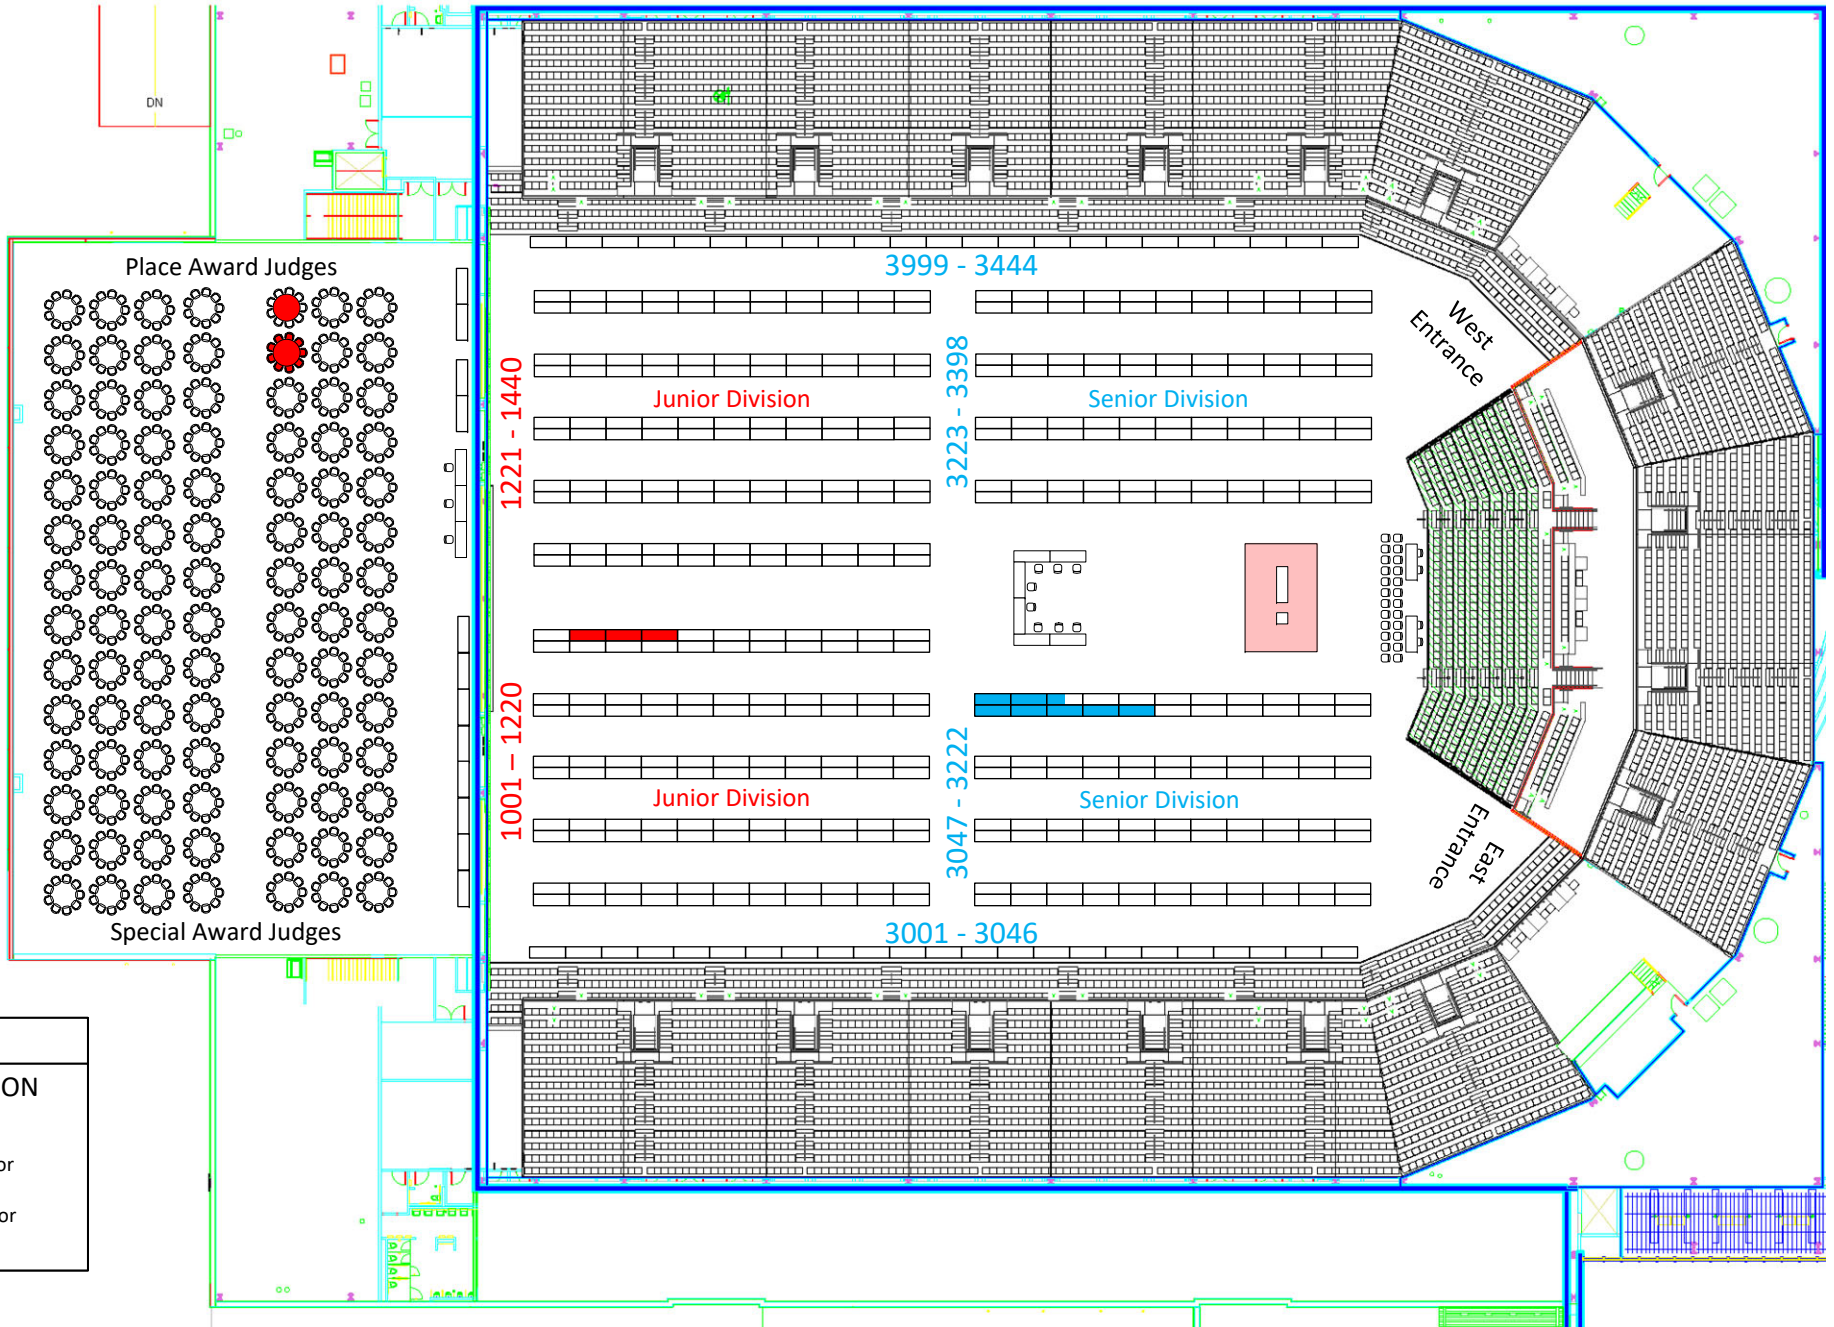 DN
Place Award Judges
3999 - 3444
West
Entrance
1221 - 1440
3223 - 3398
Junior Division
Senior Division
1001 – 1220
3047 - 3222
Junior Division
Senior Division
East
Entrance
Special Award Judges
3001 - 3046
ON
or
or